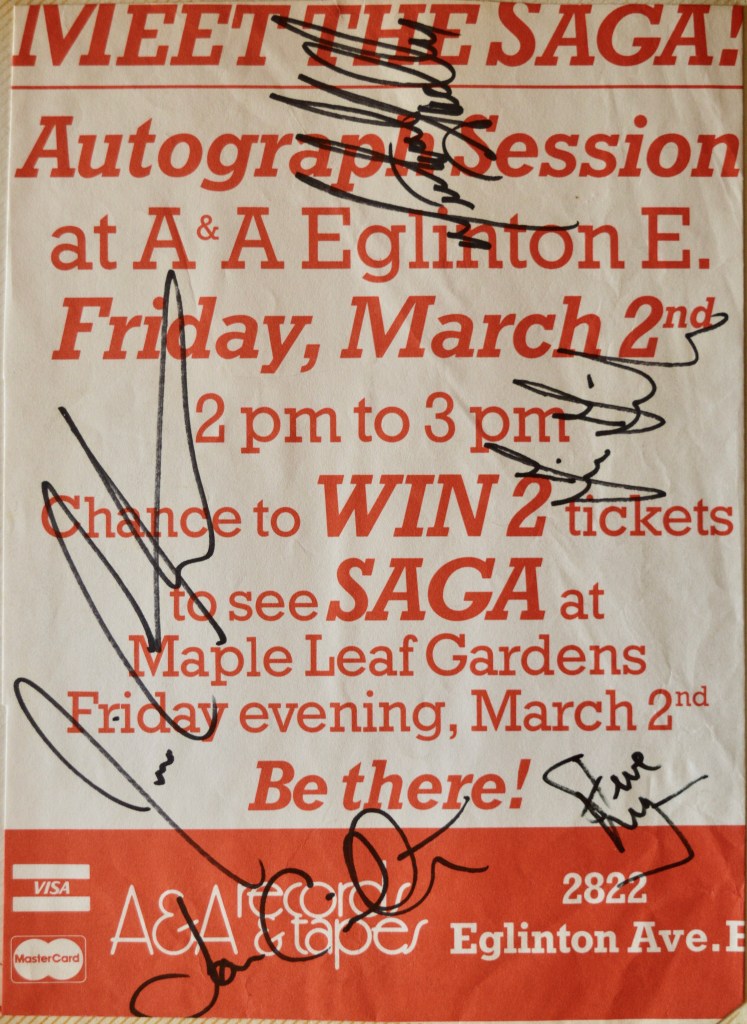 MEET THE SAGA!
Autograph Session
at A & A Eglinton E.
Friday, March 2nd
2 pm to 3 pm
Chance to WIN 2 tickets
to see SAGA at
Maple Leaf Gardens
Friday evening, March 2nd
Be there!
Steve
VISA
MasterCard
A&A records & tapes
2822
Eglinton Ave. E